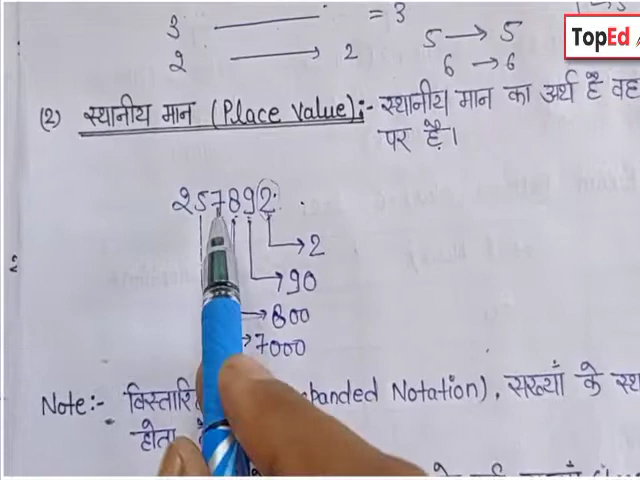 3 = 3
2 2
5 → 5
6 → 6
TopEd
(2) स्थानीय मान (Place Value):- स्थानीय मान का अर्थ है वह
पर है।
257892
→ 2
→ 90
→ 800
→ 7000
Note:- Notation), सख्याँ के
होता